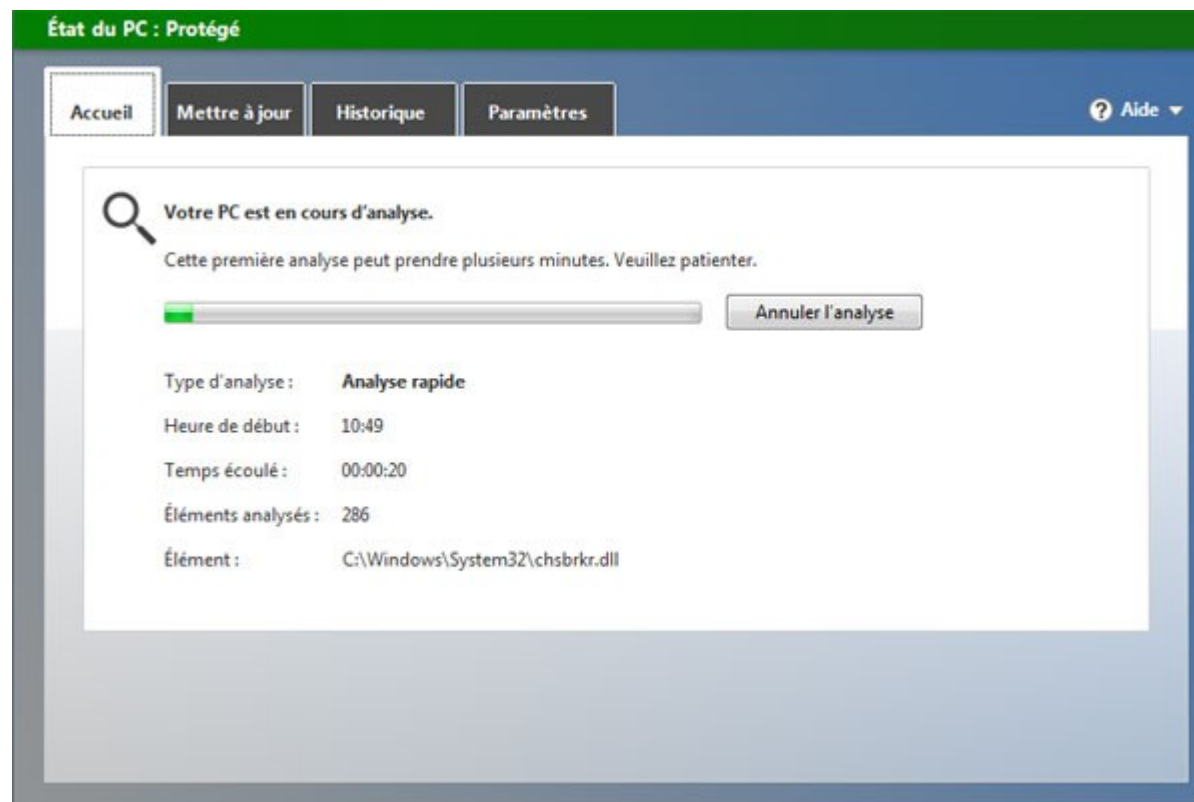 État du PC : Protégé
Accueil Mettre à jour Historique Paramètres ? Aide
Votre PC est en cours d'analyse.
Cette première analyse peut prendre plusieurs minutes. Veuillez patienter.
Annuler l'analyse
Type d'analyse : Analyse rapide
Heure de début : 10:49
Temps écoulé : 00:00:20
Éléments analysés : 286
Élément : C:\Windows\System32\chsbrkr.dll